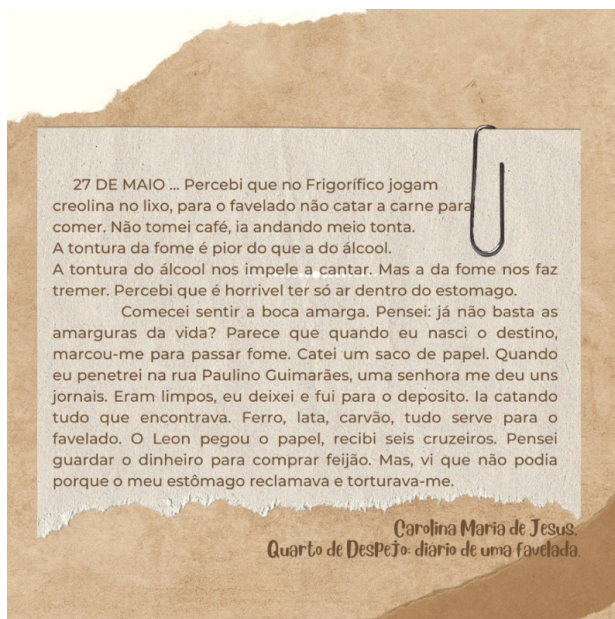 27 DE MAIO ... Percebi que no Frigorífico jogam
creolina no lixo, para o favelado não catar a carne para
comer. Não tomei café, ia andando meio tonta.
A tontura da fome é pior do que a do álcool.
A tontura do álcool nos impele a cantar. Mas a da fome nos faz
tremer. Percebi que é horrivel ter só ar dentro do estomago.
Comecei sentir a boca amarga. Pensei: já não basta as
amarguras da vida? Parece que quando eu nasci o destino,
marcou-me para passar fome. Catei um saco de papel. Quando
eu penetrei na rua Paulino Guimarães, uma senhora me deu uns
jornais. Eram limpos, eu deixei e fui para o deposito. Ia catando
tudo que encontrava. Ferro, lata, carvão, tudo serve para o
favelado. O Leon pegou o papel, recibi seis cruzeiros. Pensei
guardar o dinheiro para comprar feijão. Mas, vi que não podia
porque o meu estômago reclamava e torturava-me.
Carolina Maria de Jesus.
Quarto de Despejo: diário de uma favelada.